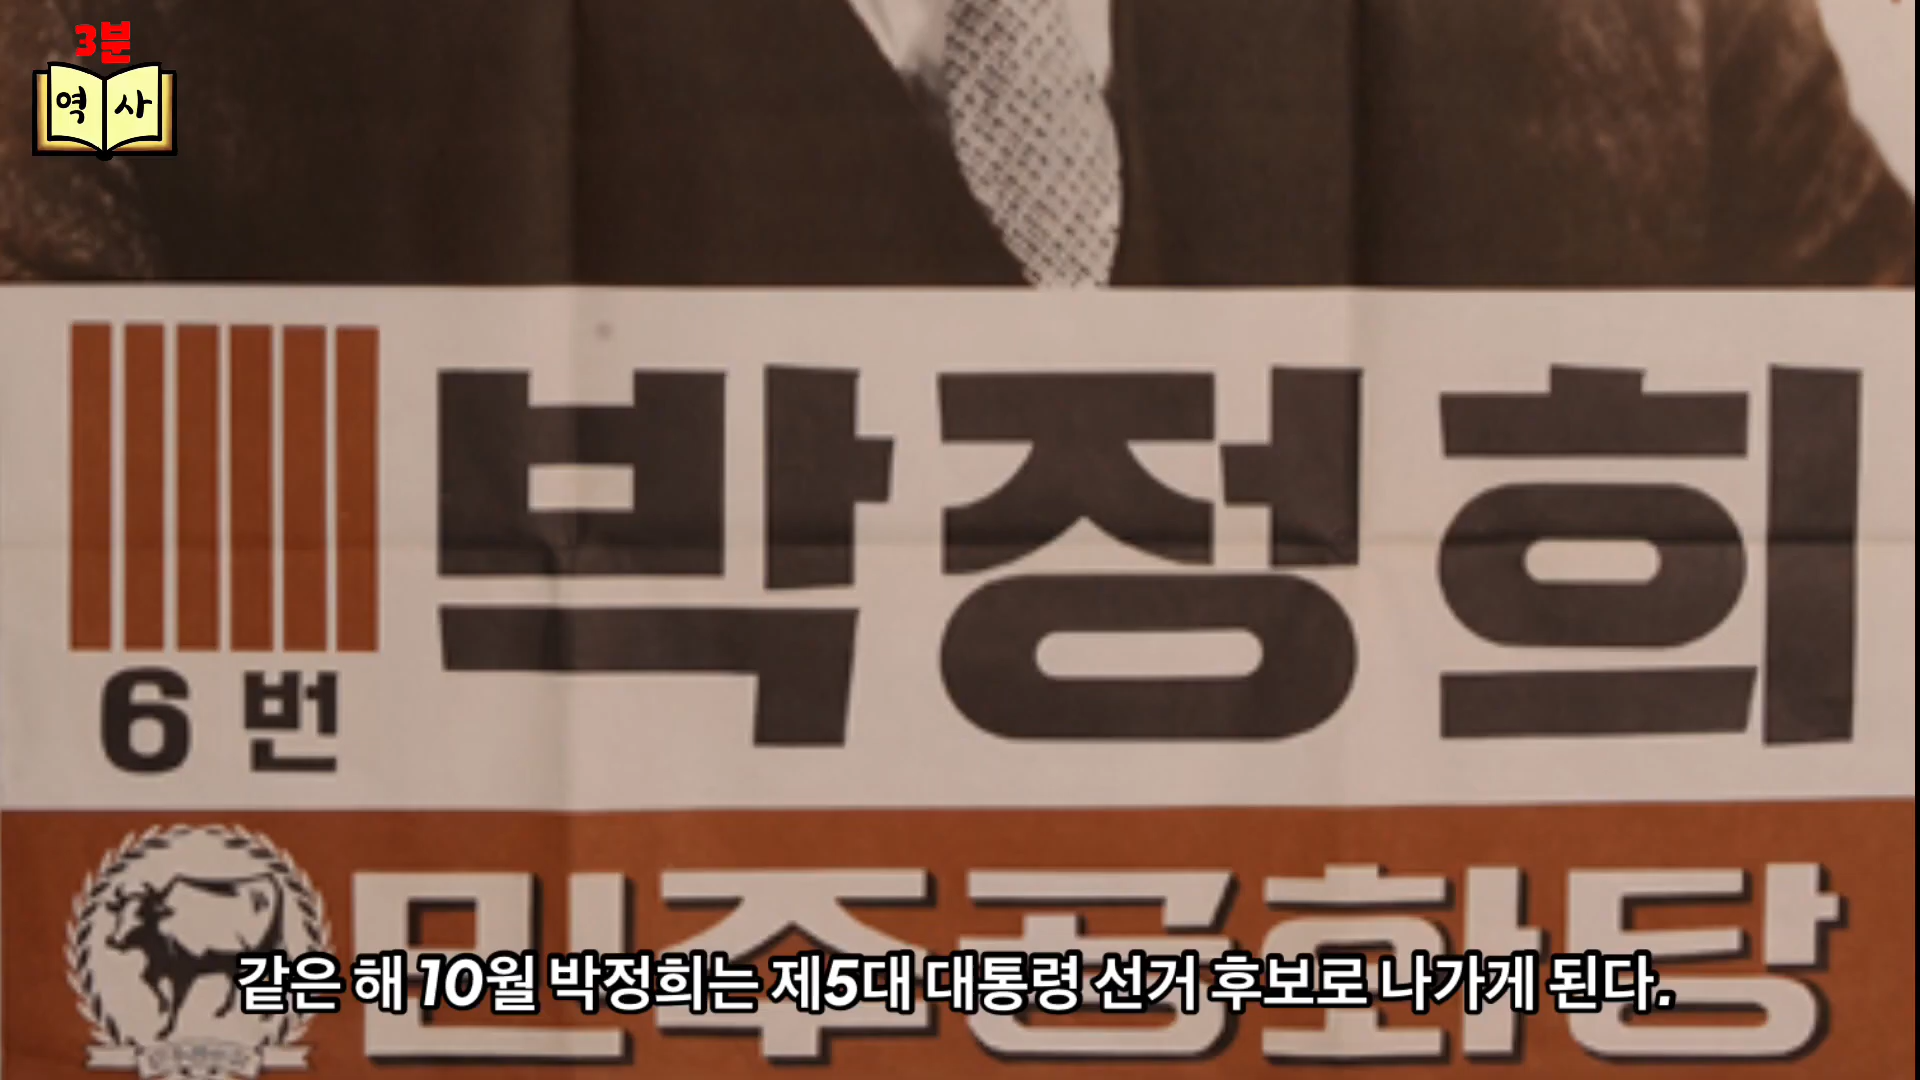 3분
역사
박정희
6번
민주공화당
같은 해 10월 박정희는 제5대 대통령 선거 후보로 나가게 된다.